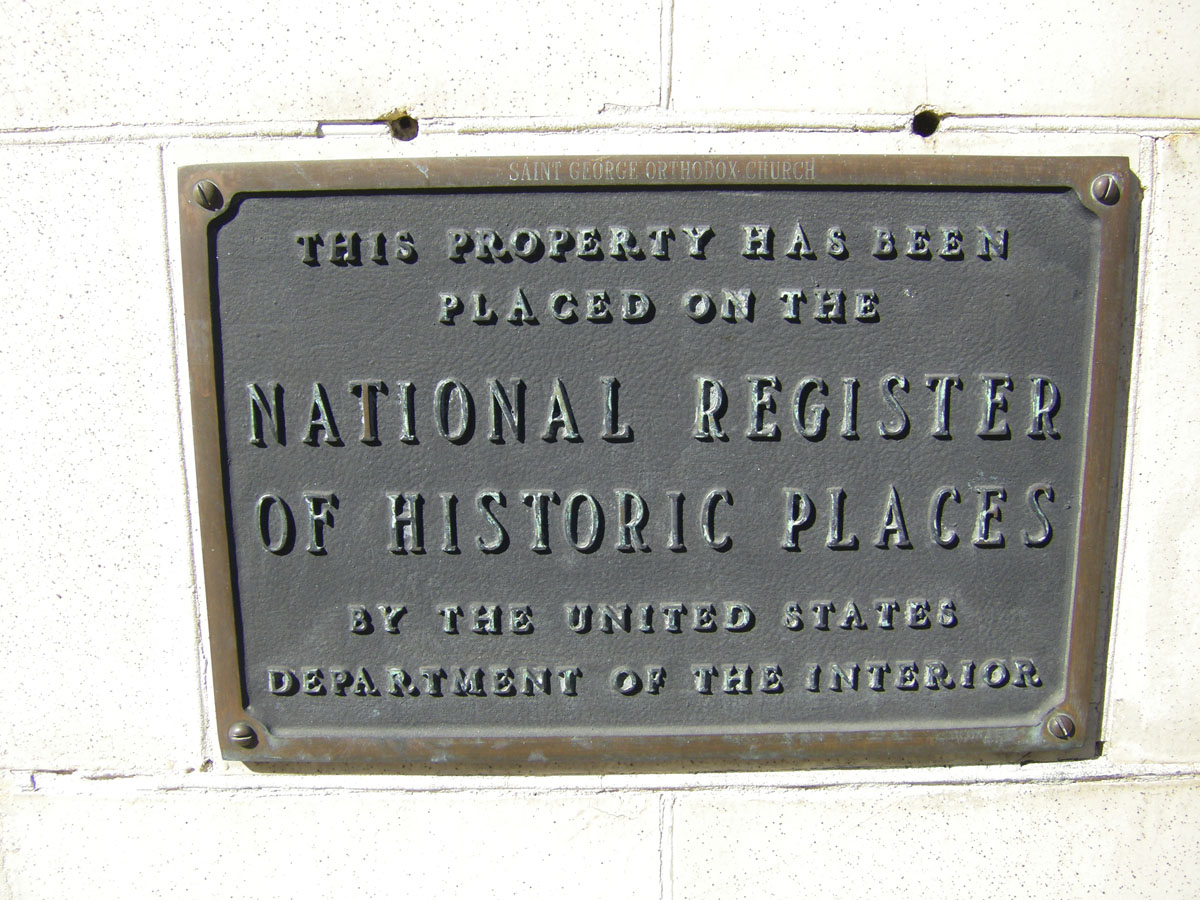 SAINT GEORGE ORTHODOX CHURCH
THIS PROPERTY HAS BEEN
PLACED ON THE
NATIONAL REGISTER
OF HISTORIC PLACES
BY THE UNITED STATES
DEPARTMENT OF THE INTERIOR